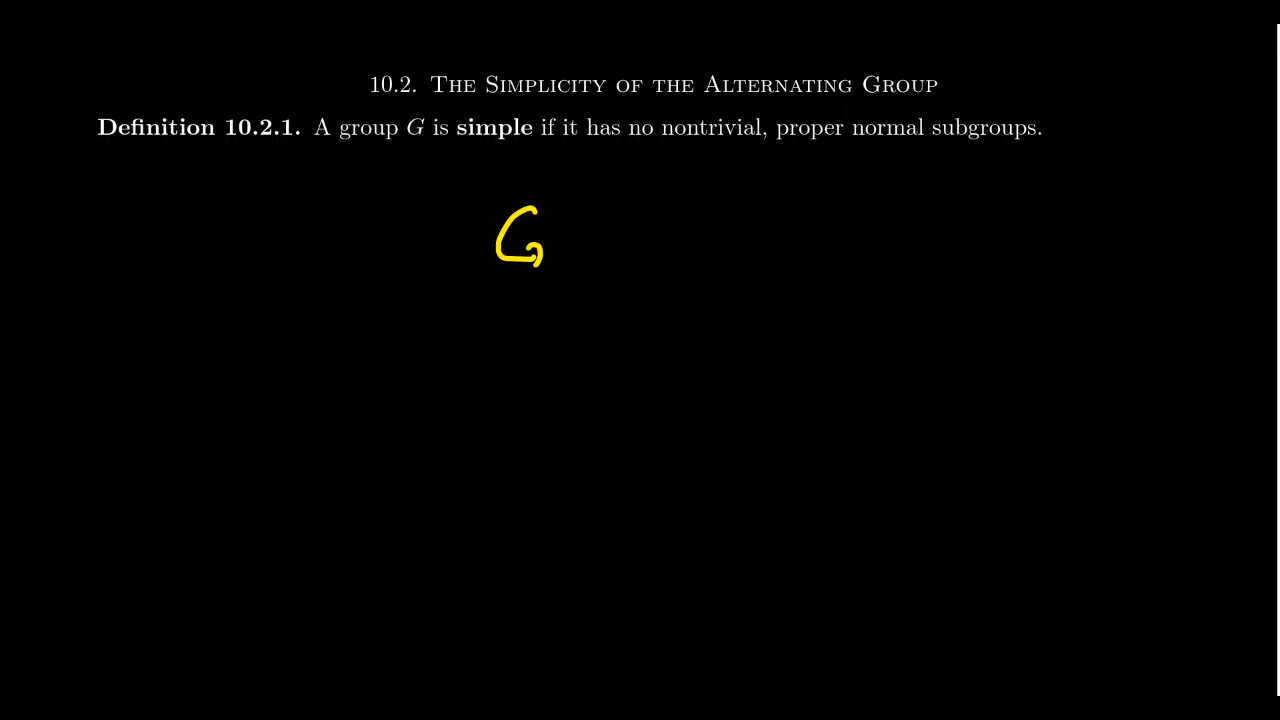 10.2. The Simplicity of the Alternating Group
Definition 10.2.1. A group G is simple if it has no nontrivial, proper normal subgroups.
G